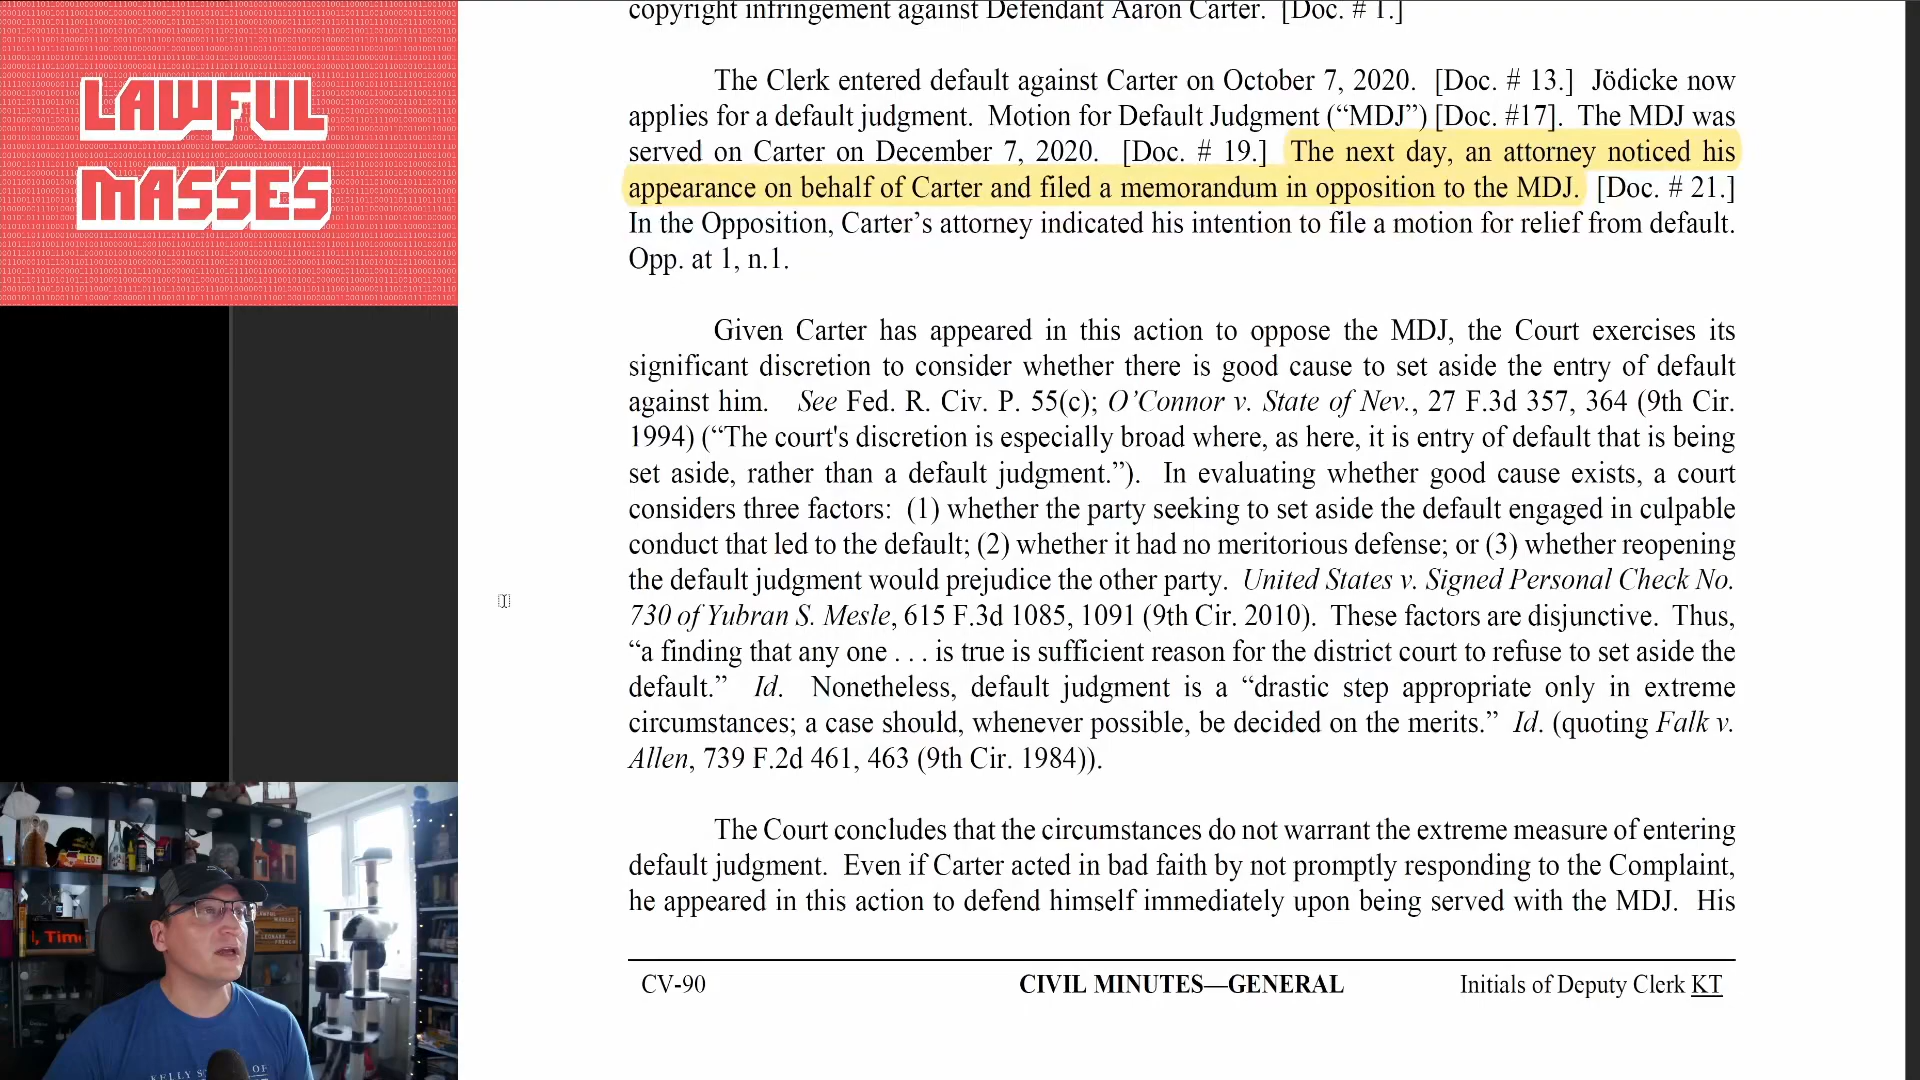 LAWFUL
MASSES
copyright infringement against Defendant Aaron Carter. [Doc. # 1.]
The Clerk entered default against Carter on October 7, 2020. [Doc. # 13.] Jödicke now
applies for a default judgment. Motion for Default Judgment (“MDJ”) [Doc. #17]. The MDJ was
served on Carter on December 7, 2020. [Doc. # 19.] The next day, an attorney noticed his
appearance on behalf of Carter and filed a memorandum in opposition to the MDJ. [Doc. # 21.]
In the Opposition, Carter’s attorney indicated his intention to file a motion for relief from default.
Opp. at 1, n.1.
Given Carter has appeared in this action to oppose the MDJ, the Court exercises its
significant discretion to consider whether there is good cause to set aside the entry of default
against him. See Fed. R. Civ. P. 55(c); O’Connor v. State of Nev., 27 F.3d 357, 364 (9th Cir.
1994) (“The court's discretion is especially broad where, as here, it is entry of default that is being
set aside, rather than a default judgment.”). In evaluating whether good cause exists, a court
considers three factors: (1) whether the party seeking to set aside the default engaged in culpable
conduct that led to the default; (2) whether it had no meritorious defense; or (3) whether reopening
the default judgment would prejudice the other party. United States v. Signed Personal Check No.
730 of Yubran S. Mesle, 615 F.3d 1085, 1091 (9th Cir. 2010). These factors are disjunctive. Thus,
“a finding that any one . . . is true is sufficient reason for the district court to refuse to set aside the
default.” Id. Nonetheless, default judgment is a “drastic step appropriate only in extreme
circumstances; a case should, whenever possible, be decided on the merits.” Id. (quoting Falk v.
Allen, 739 F.2d 461, 463 (9th Cir. 1984)).
The Court concludes that the circumstances do not warrant the extreme measure of entering
default judgment. Even if Carter acted in bad faith by not promptly responding to the Complaint,
he appeared in this action to defend himself immediately upon being served with the MDJ. His
CV-90 CIVIL MINUTES—GENERAL Initials of Deputy Clerk KT
LEGO
, Tim
LAWFUL
MASSES
LEONARD FRENCH